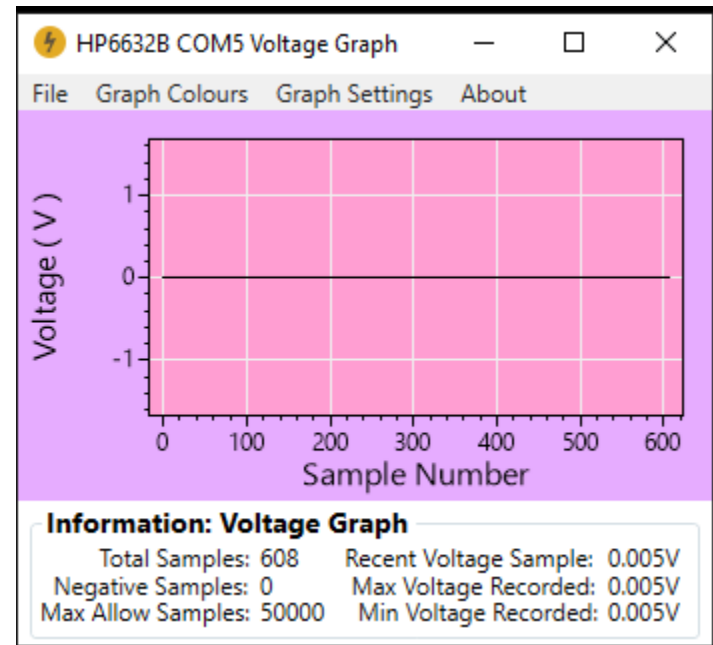 HP6632B COM5 Voltage Graph
File Graph Colours Graph Settings About
Voltage ( V )
1
0
-1
0 100 200 300 400 500 600
Sample Number
Information: Voltage Graph
Total Samples: 608 Recent Voltage Sample: 0.005V
Negative Samples: 0 Max Voltage Recorded: 0.005V
Max Allow Samples: 50000 Min Voltage Recorded: 0.005V